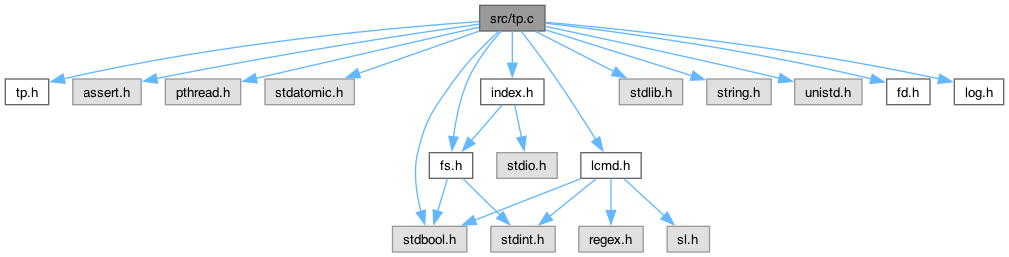 src/tp.c
tp.h
assert.h
pthread.h
stdatomic.h
index.h
stdlib.h
string.h
unistd.h
fd.h
log.h
fs.h
stdio.h
lcmd.h
stdbool.h
stdint.h
regex.h
sl.h